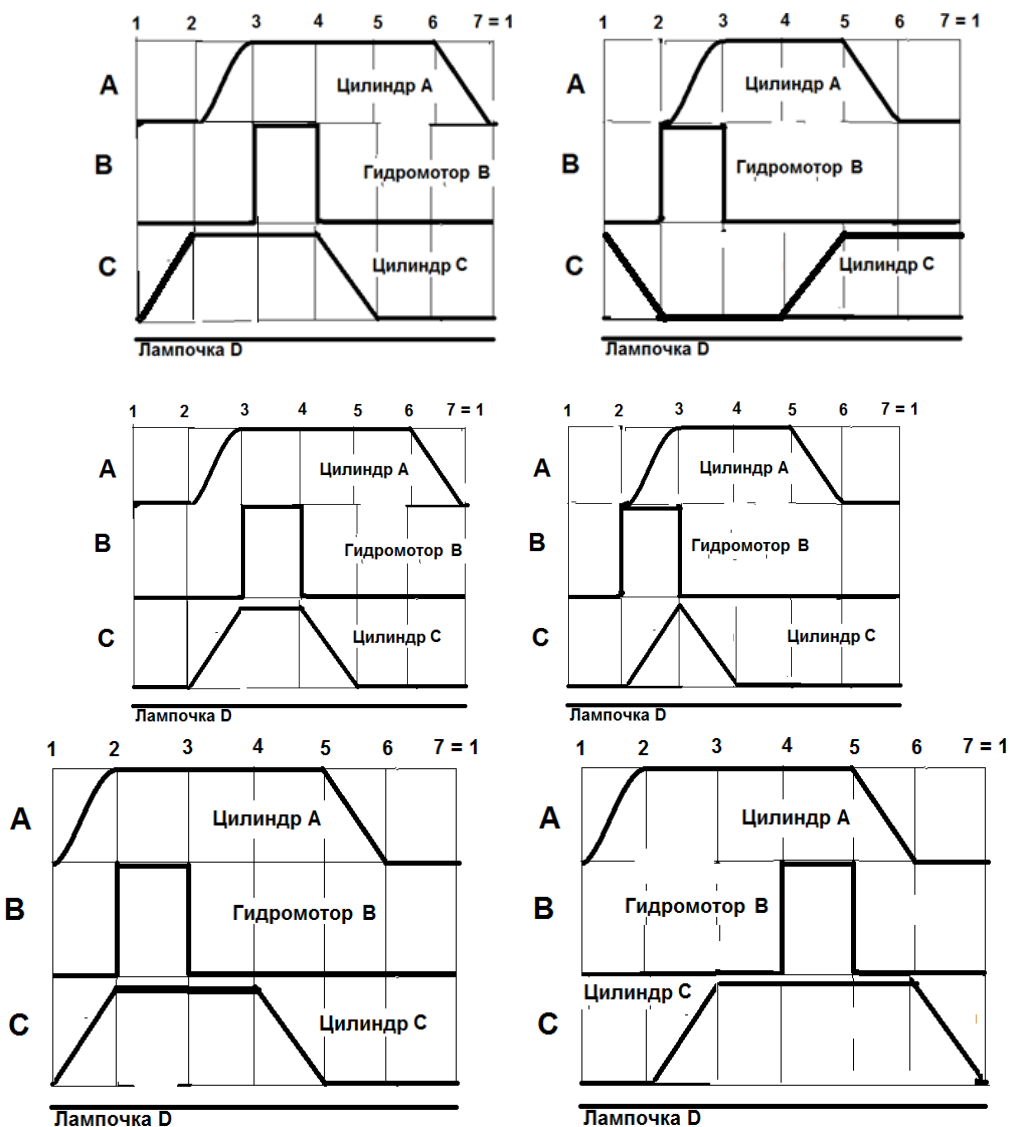 1 2 3 4 5 6 7 = 1
A Цилиндр А
B Гидромотор В
C Цилиндр С
Лампочка D
1 2 3 4 5 6 7 = 1
A Цилиндр А
B Гидромотор В
C Цилиндр С
Лампочка D
1 2 3 4 5 6 7 = 1
A Цилиндр А
B Гидромотор В
C Цилиндр С
Лампочка D
1 2 3 4 5 6 7 = 1
A Цилиндр А
B Гидромотор В
C Цилиндр С
Лампочка D
1 2 3 4 5 6 7 = 1
A Цилиндр А
B Гидромотор В
C Цилиндр С
Лампочка D
1 2 3 4 5 6 7 = 1
A Цилиндр А
B Гидромотор В
Цилиндр С
C
Лампочка D